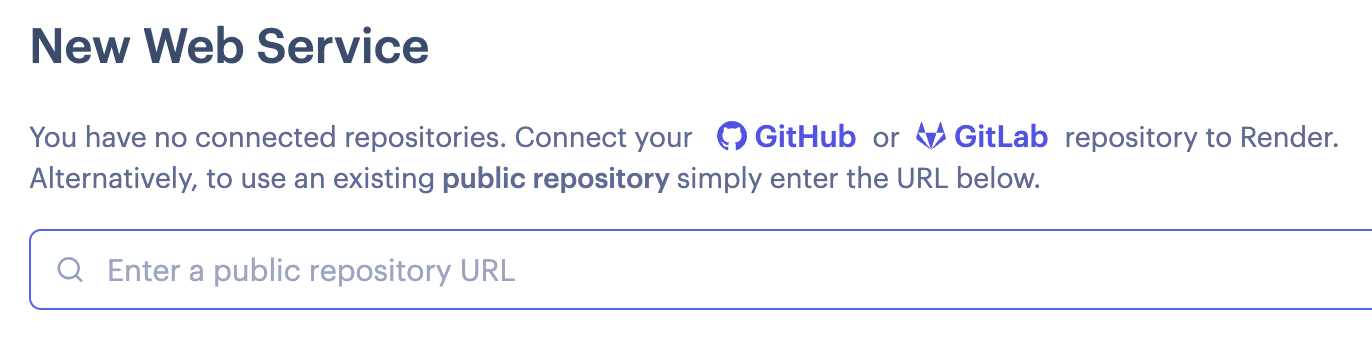 New Web Service
You have no connected repositories. Connect your GitHub or GitLab repository to Render.
Alternatively, to use an existing public repository simply enter the URL below.
Enter a public repository URL